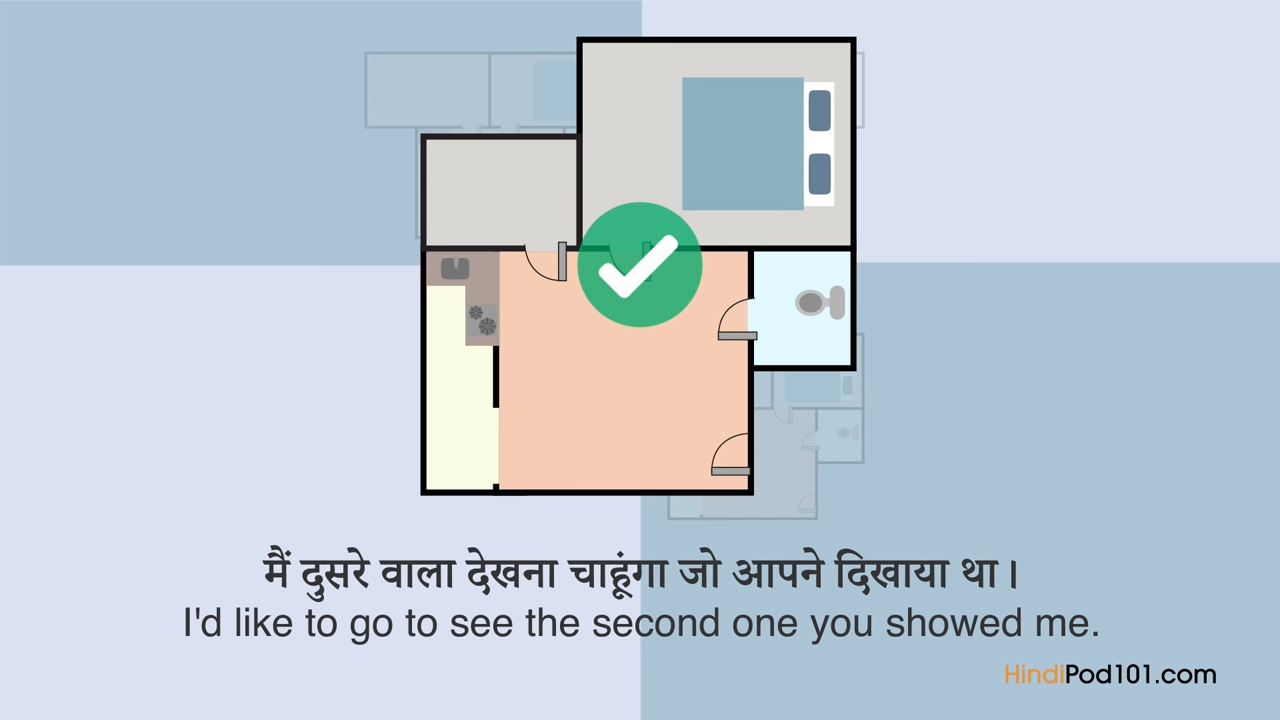 मैं दुसरे वाला देखना चाहूंगा जो आपने दिखाया था।
I'd like to go to see the second one you showed me.
HindiPod101.com